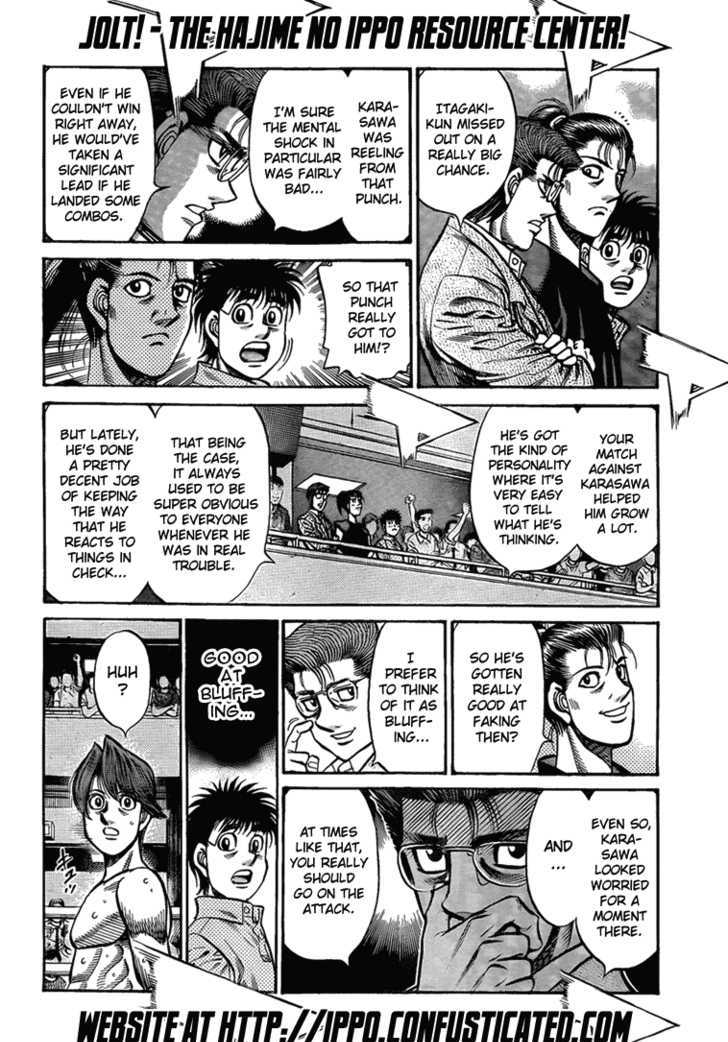 JOLT! - THE HAJIME NO IPPO RESOURCE CENTER!
ITAGAKI-
KUN MISSED
OUT ON A
REALLY BIG
CHANCE.
KARA-
SAWA
WAS
REELING
FROM
THAT
PUNCH.
I'M SURE
THE MENTAL
SHOCK IN
PARTICULAR
WAS FAIRLY
BAD...
EVEN IF HE
COULDN'T WIN
RIGHT AWAY,
HE WOULD'VE
TAKEN A
SIGNIFICANT
LEAD IF HE
LANDED SOME
COMBOS.
SO THAT
PUNCH
REALLY
GOT TO
HIM!?
YOUR
MATCH
AGAINST
KARASAWA
HELPED
HIM GROW
A LOT.
HE'S GOT
THE KIND OF
PERSONALITY
WHERE IT'S
VERY EASY
TO TELL
WHAT HE'S
THINKING.
THAT BEING
THE CASE,
IT ALWAYS
USED TO BE
SUPER OBVIOUS
TO EVERYONE
WHENEVER HE
WAS IN REAL
TROUBLE.
BUT LATELY,
HE'S DONE
A PRETTY
DECENT JOB
OF KEEPING
THE WAY
THAT HE
REACTS TO
THINGS IN
CHECK...
SO HE'S
GOTTEN
REALLY
GOOD AT
FAKING
THEN?
I
PREFER
TO THINK
OF IT AS
BLUFF-
ING...
EVEN SO,
KARA-
SAWA
LOOKED
WORRIED
FOR A
MOMENT
THERE.
AND
...
AT TIMES
LIKE THAT,
YOU REALLY
SHOULD
GO ON THE
ATTACK.
GOOD
AT
BLUFF-
ING...
HUH
?
WEBSITE AT HTTP://IPPO.CONFUSTICATED.COM